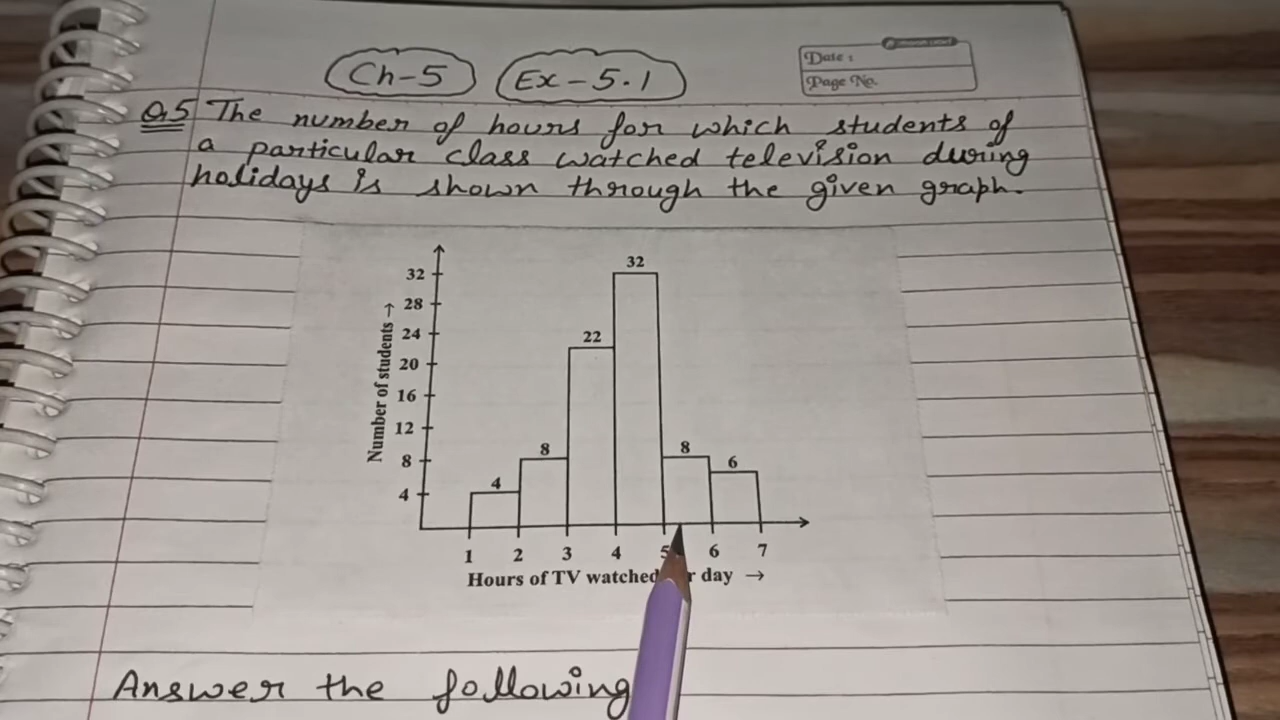 Ch-5 Ex-5.1
Date :
Page No.
Q.5 The number of hours for which students of
a particular class watched television during
holidays is shown through the given graph.
Number of students →
32
28
24
20
16
12
8
4
4
8
22
32
8
6
1 2 3 4 5 6 7
Hours of TV watched day →
Answer the following